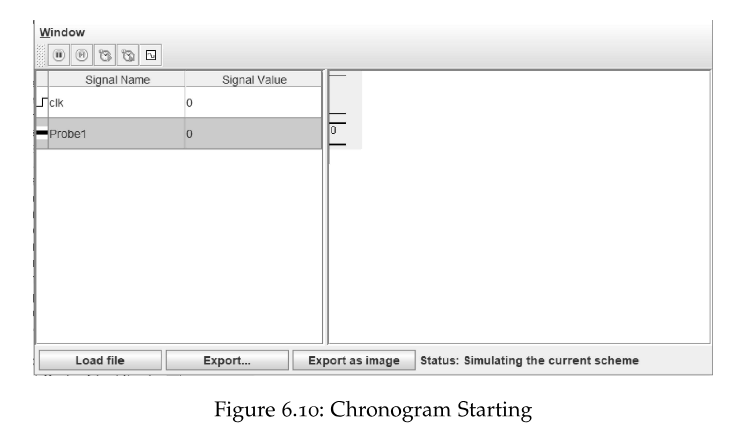 Window
Signal Name Signal Value
clk 0
0
Probe1 0
Load file Export... Export as image Status: Simulating the current scheme
Figure 6.10: Chronogram Starting